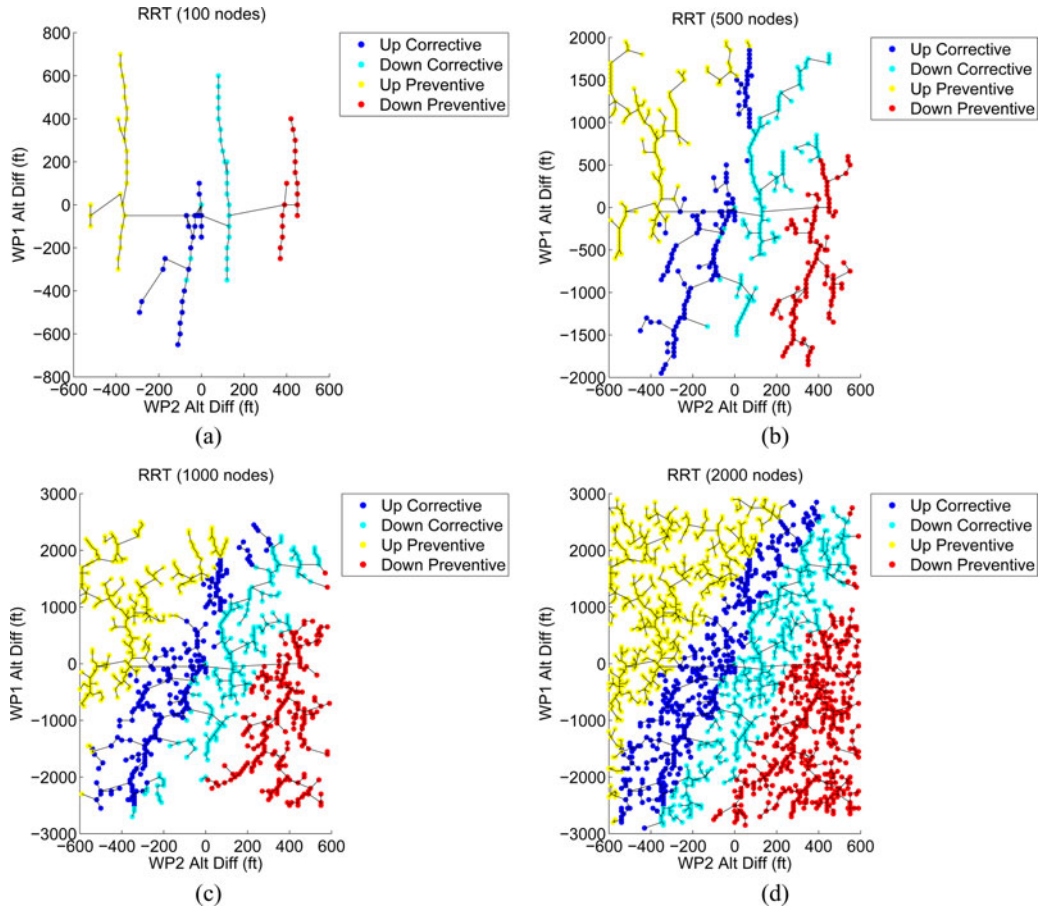 RRT (100 nodes)
800
600
400
200
0
−200
−400
−600
−800
−600
−400
−200
0
200
400
600
WP1 Alt Diff (ft)
WP2 Alt Diff (ft)
Up Corrective
Down Corrective
Up Preventive
Down Preventive
(a)
RRT (500 nodes)
2000
1500
1000
500
0
−500
−1000
−1500
−2000
−600
−400
−200
0
200
400
600
WP1 Alt Diff (ft)
WP2 Alt Diff (ft)
Up Corrective
Down Corrective
Up Preventive
Down Preventive
(b)
RRT (1000 nodes)
3000
2000
1000
0
−1000
−2000
−3000
−600
−400
−200
0
200
400
600
WP1 Alt Diff (ft)
WP2 Alt Diff (ft)
Up Corrective
Down Corrective
Up Preventive
Down Preventive
(c)
RRT (2000 nodes)
3000
2000
1000
0
−1000
−2000
−3000
−600
−400
−200
0
200
400
600
WP1 Alt Diff (ft)
WP2 Alt Diff (ft)
Up Corrective
Down Corrective
Up Preventive
Down Preventive
(d)